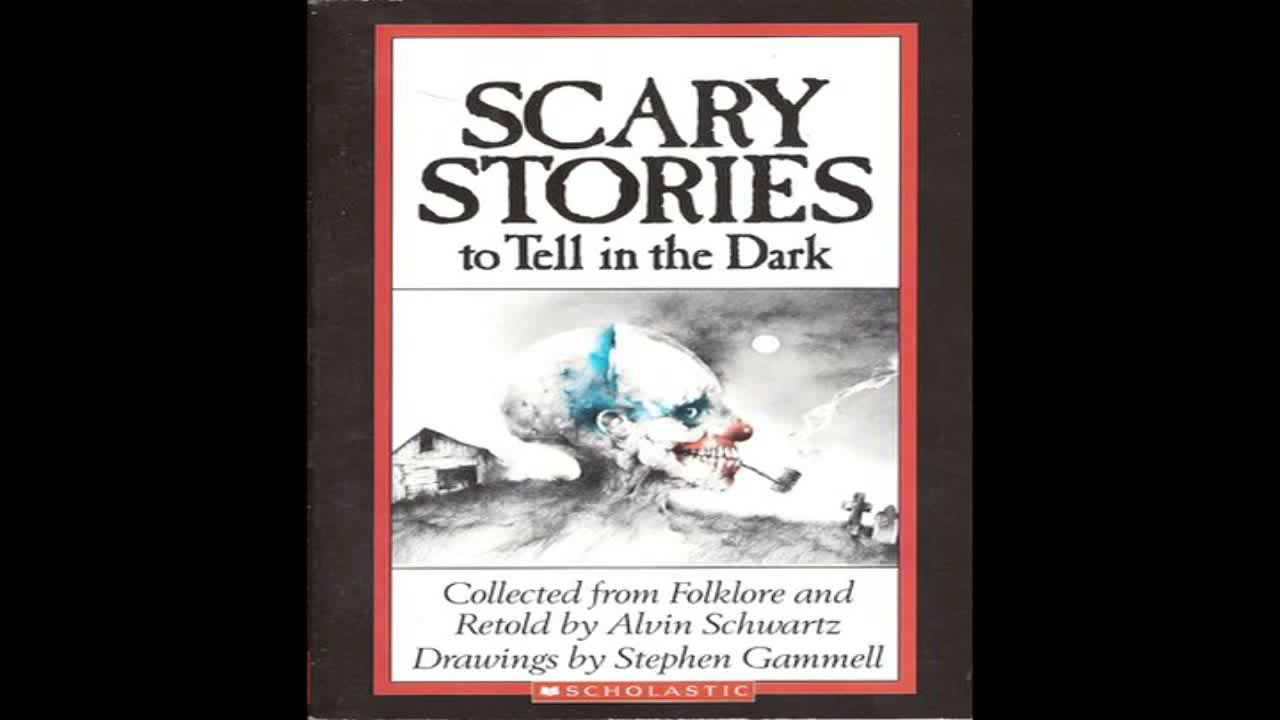 SCARY
STORIES
to Tell in the Dark
Collected from Folklore and
Retold by Alvin Schwartz
Drawings by Stephen Gammell
SCHOLASTIC